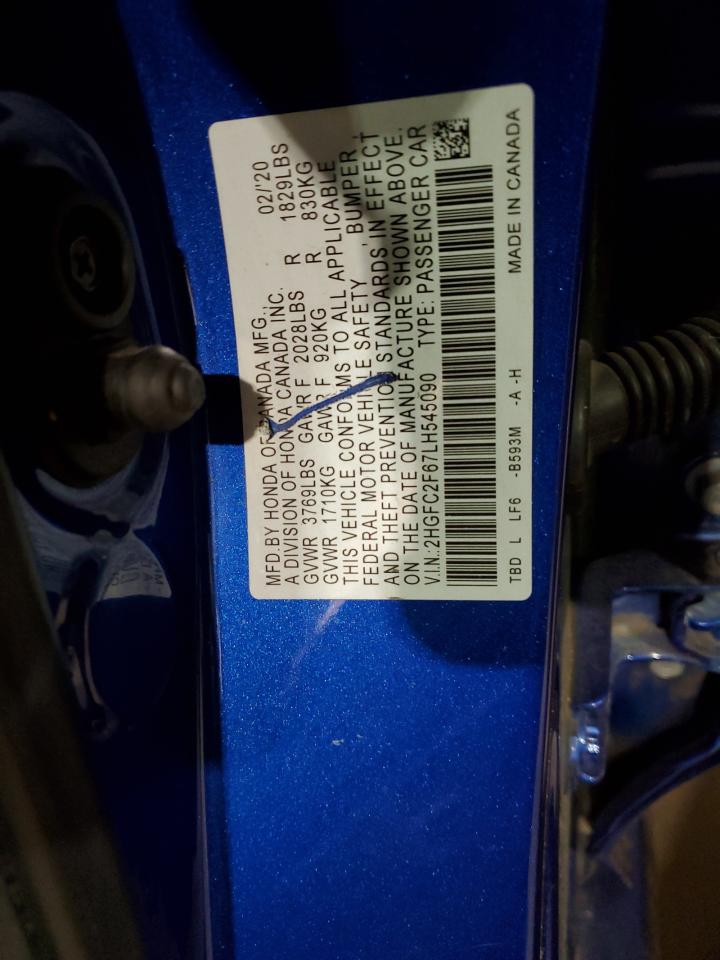 MFD.BY HONDA OF CANADA MFG., 02/'20
A DIVISION OF HONDA CANADA INC.
GVWR 3769LBS GAWR F 2028LBS R 1829LBS
GVWR 1710KG GAWR F 920KG R 830KG
THIS VEHICLE CONFORMS TO ALL APPLICABLE
FEDERAL MOTOR VEHICLE SAFETY, BUMPER,
AND THEFT PREVENTION STANDARDS IN EFFECT
ON THE DATE OF MANUFACTURE SHOWN ABOVE.
V.I.N.:2HGFC2F67LH545090 TYPE: PASSENGER CAR
TBD L LF6 -B593M -A -H MADE IN CANADA